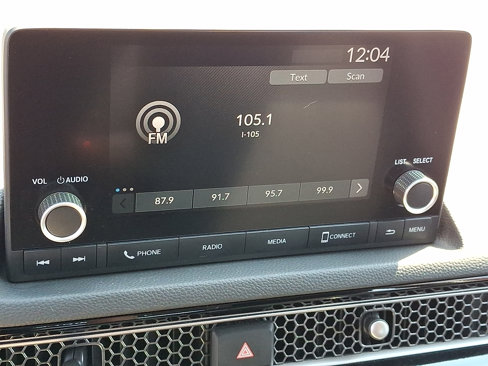 12:04
Text Scan
105.1
I-105
FM
VOL AUDIO
LIST SELECT
87.9 91.7 95.7 99.9
PHONE RADIO MEDIA CONNECT MENU